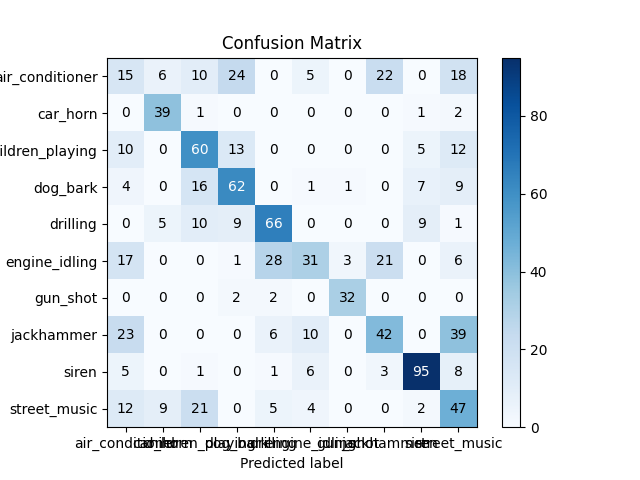 Confusion Matrix
air_conditioner 15 6 10 24 0 5 0 22 0 18
car_horn 0 39 1 0 0 0 0 0 1 2
ildren_playing 10 0 60 13 0 0 0 0 5 12
dog_bark 4 0 16 62 0 1 1 0 7 9
drilling 0 5 10 9 66 0 0 0 9 1
engine_idling 17 0 0 1 28 31 3 21 0 6
gun_shot 0 0 0 2 2 0 32 0 0 0
jackhammer 23 0 0 0 6 10 0 42 0 39
siren 5 0 1 0 1 6 0 3 95 8
street_music 12 9 21 0 5 4 0 0 2 47
80
60
40
20
0
street_music
Predicted label